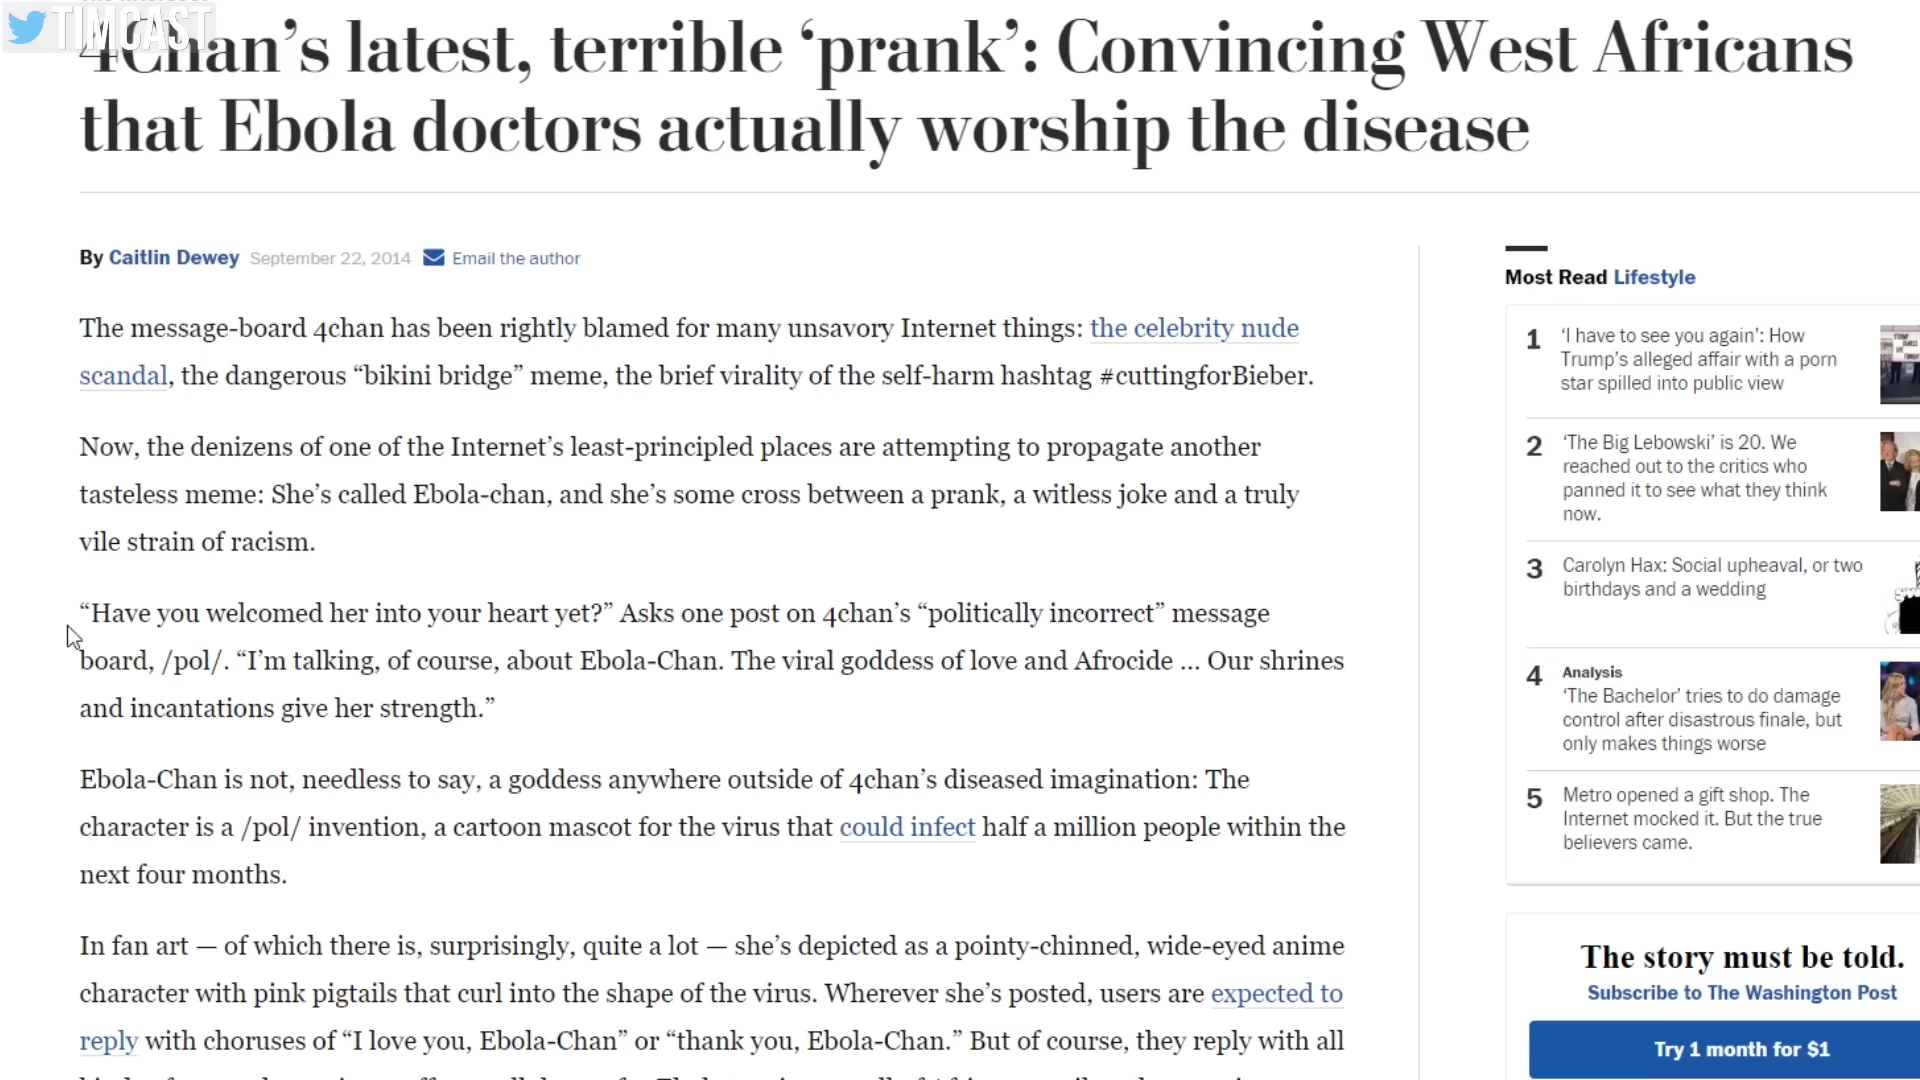 TIMCAST
4Chan’s latest, terrible ‘prank’: Convincing West Africans
that Ebola doctors actually worship the disease
By Caitlin Dewey September 22, 2014 Email the author
The message-board 4chan has been rightly blamed for many unsavory Internet things: the celebrity nude
scandal, the dangerous “bikini bridge” meme, the brief virality of the self-harm hashtag #cuttingforBieber.
Now, the denizens of one of the Internet’s least-principled places are attempting to propagate another
tasteless meme: She’s called Ebola-chan, and she’s some cross between a prank, a witless joke and a truly
vile strain of racism.
“Have you welcomed her into your heart yet?” Asks one post on 4chan’s “politically incorrect” message
board, /pol/. “I’m talking, of course, about Ebola-Chan. The viral goddess of love and Afrocide ... Our shrines
and incantations give her strength.”
Ebola-Chan is not, needless to say, a goddess anywhere outside of 4chan’s diseased imagination: The
character is a /pol/ invention, a cartoon mascot for the virus that could infect half a million people within the
next four months.
In fan art — of which there is, surprisingly, quite a lot — she’s depicted as a pointy-chinned, wide-eyed anime
character with pink pigtails that curl into the shape of the virus. Wherever she’s posted, users are expected to
reply with choruses of “I love you, Ebola-Chan” or “thank you, Ebola-Chan.” But of course, they reply with all
Most Read Lifestyle
1 ‘I have to see you again’: How
Trump’s alleged affair with a porn
star spilled into public view
2 ‘The Big Lebowski’ is 20. We
reached out to the critics who
panned it to see what they think
now.
3 Carolyn Hax: Social upheaval, or two
birthdays and a wedding
4 Analysis
‘The Bachelor’ tries to do damage
control after disastrous finale, but
only makes things worse
5 Metro opened a gift shop. The
Internet mocked it. But the true
believers came.
The story must be told.
Subscribe to The Washington Post
Try 1 month for $1